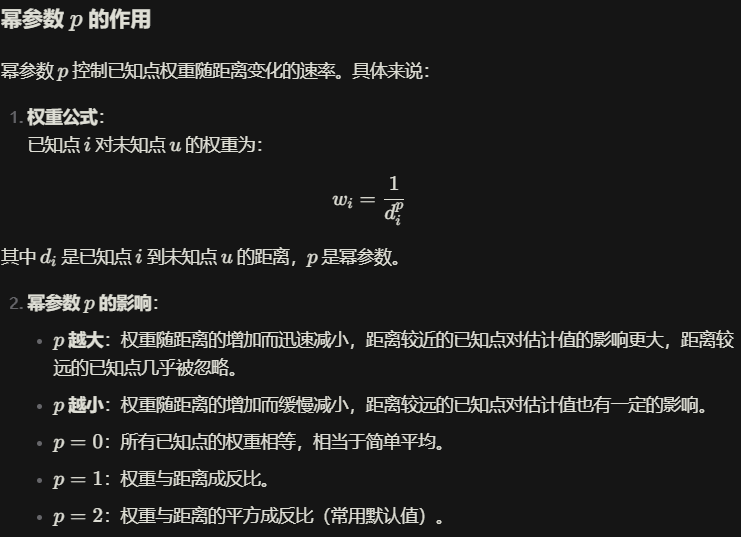 幂参数 p 的作用
幂参数 p 控制已知点权重随距离变化的速率。具体来说：
1. 权重公式：
已知点 i 对未知点 u 的权重为：
w_i = \frac{1}{d_i^p}
其中 d_i 是已知点 i 到未知点 u 的距离，p 是幂参数。
2. 幂参数 p 的影响：
• p 越大：权重随距离的增加而迅速减小，距离较近的已知点对估计值的影响更大，距离较
远的已知点几乎被忽略。
• p 越小：权重随距离的增加而缓慢减小，距离较远的已知点对估计值也有一定的影响。
• p = 0：所有已知点的权重相等，相当于简单平均。
• p = 1：权重与距离成反比。
• p = 2：权重与距离的平方成反比（常用默认值）。